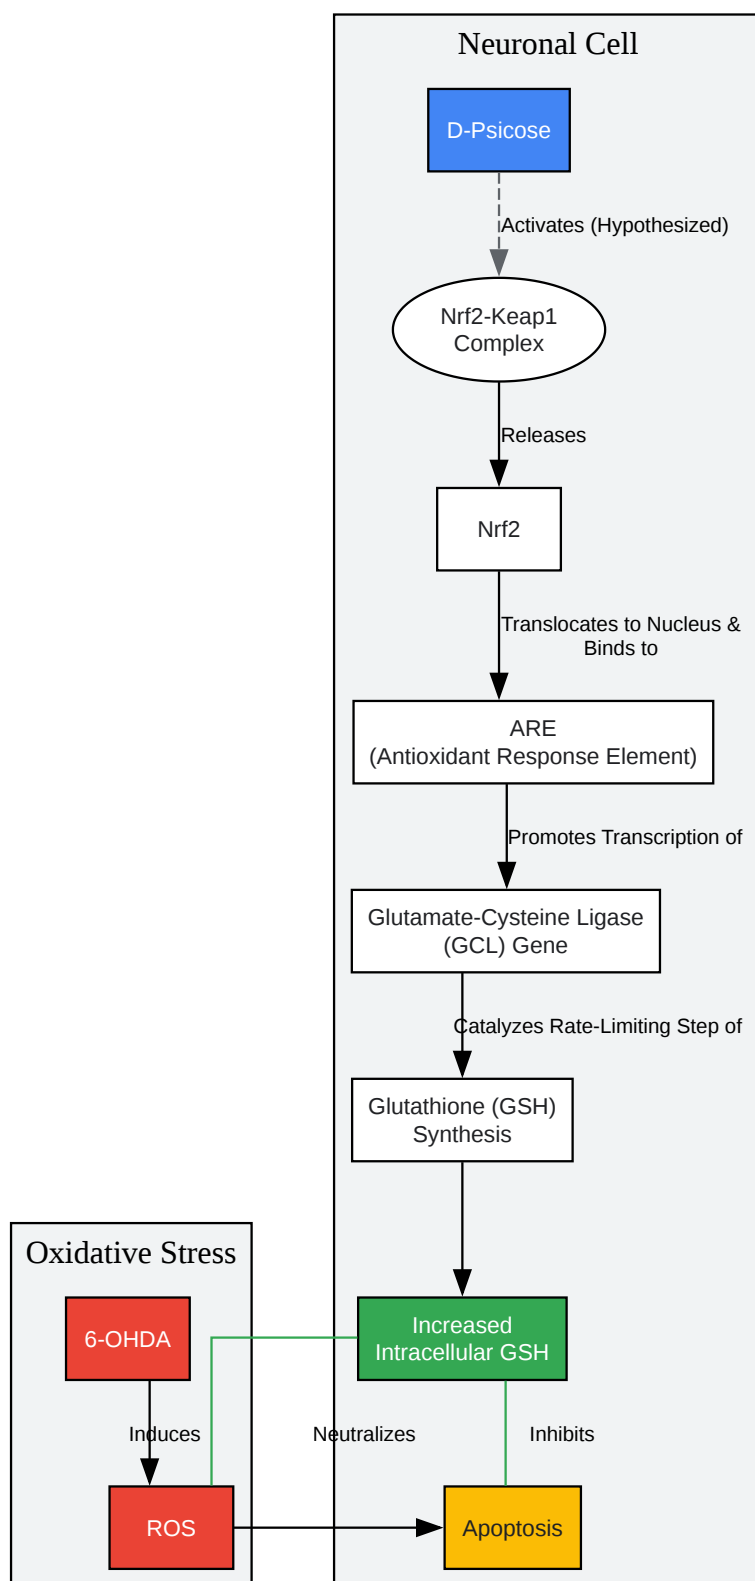 Neuronal Cell
D-Psicose
Activates (Hypothesized)
Nrf2-Keap1
Complex
Releases
Nrf2
Translocates to Nucleus &
Binds to
ARE
(Antioxidant Response Element)
Promotes Transcription of
Glutamate-Cysteine Ligase
(GCL) Gene
Catalyzes Rate-Limiting Step of
Glutathione (GSH)
Synthesis
Oxidative Stress
6-OHDA
Increased
Intracellular GSH
Induces
Neutralizes
Inhibits
ROS
Apoptosis